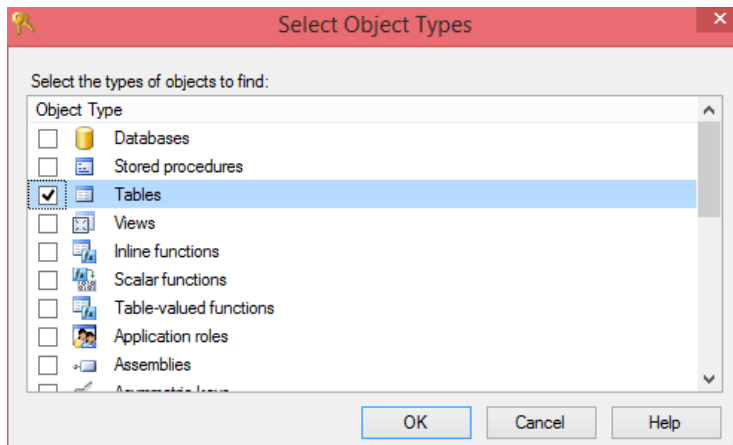 Select Object Types
Select the types of objects to find:
Object Type
Databases
Stored procedures
Tables
Views
Inline functions
Scalar functions
Table-valued functions
Application roles
Assemblies
OK Cancel Help